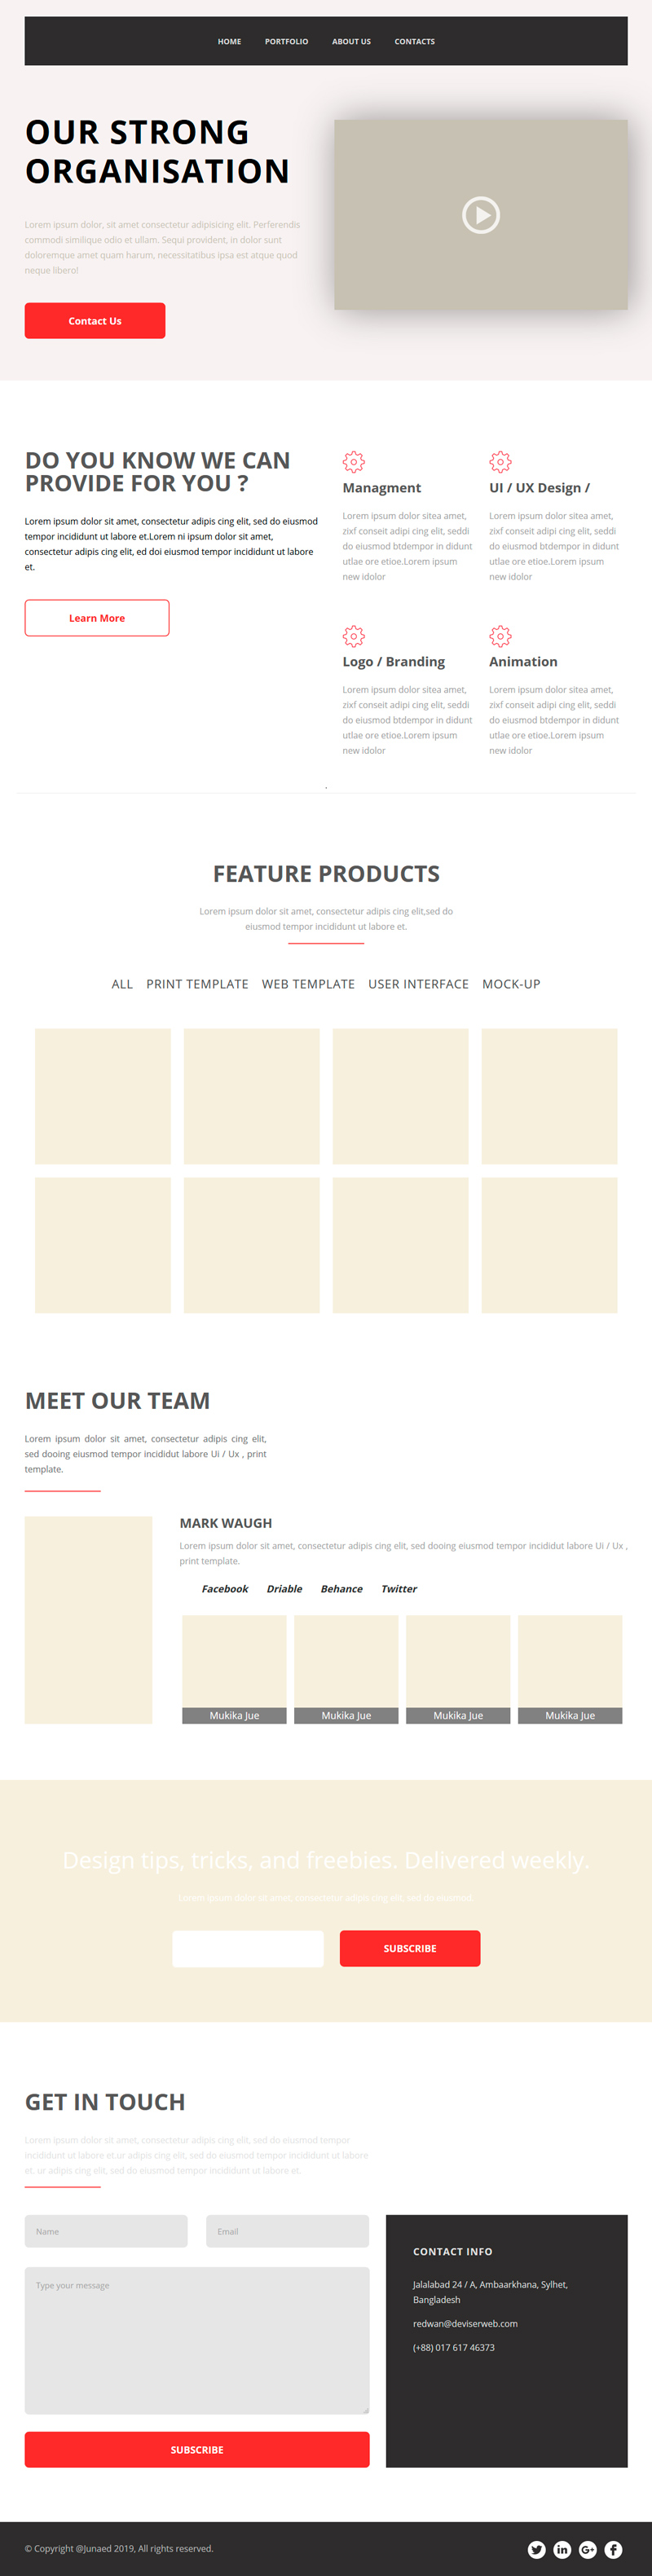 HOME PORTFOLIO ABOUT US CONTACTS
OUR STRONG
ORGANISATION
Lorem ipsum dolor, sit amet consectetur adipisicing elit. Perferendis
commodi similique odio et ullam. Sequi provident, in dolor sunt
doloremque amet quam harum, necessitatibus ipsa est atque quod
neque libero!
Contact Us
DO YOU KNOW WE CAN
PROVIDE FOR YOU ?
Lorem ipsum dolor sit amet, consectetur adipis cing elit, sed do eiusmod
tempor incididunt ut labore et.Lorem ni ipsum dolor sit amet,
consectetur adipis cing elit, ed doi eiusmod tempor incididunt ut labore
et.
Learn More
Managment
Lorem ipsum dolor sitea amet,
zixf conseit adipi cing elit, seddi
do eiusmod btdempor in didunt
utlae ore etioe.Lorem ipsum
new idolor
UI / UX Design /
Lorem ipsum dolor sitea amet,
zixf conseit adipi cing elit, seddi
do eiusmod btdempor in didunt
utlae ore etioe.Lorem ipsum
new idolor
Logo / Branding
Lorem ipsum dolor sitea amet,
zixf conseit adipi cing elit, seddi
do eiusmod btdempor in didunt
utlae ore etioe.Lorem ipsum
new idolor
Animation
Lorem ipsum dolor sitea amet,
zixf conseit adipi cing elit, seddi
do eiusmod btdempor in didunt
utlae ore etioe.Lorem ipsum
new idolor
.
FEATURE PRODUCTS
Lorem ipsum dolor sit amet, consectetur adipis cing elit,sed do
eiusmod tempor incididunt ut labore et.
ALL PRINT TEMPLATE WEB TEMPLATE USER INTERFACE MOCK-UP
MEET OUR TEAM
Lorem ipsum dolor sit amet, consectetur adipis cing elit,
sed dooing eiusmod tempor incididut labore Ui / Ux , print
template.
MARK WAUGH
Lorem ipsum dolor sit amet, consectetur adipis cing elit, sed dooing eiusmod tempor incididut labore Ui / Ux ,
print template.
Facebook Driable Behance Twitter
Mukika Jue Mukika Jue Mukika Jue Mukika Jue
Design tips, tricks, and freebies. Delivered weekly.
Lorem ipsum dolor sit amet, consectetur adipis cing elit, sed do eiusmod.
SUBSCRIBE
GET IN TOUCH
Lorem ipsum dolor sit amet, consectetur adipis cing elit, sed do eiusmod tempor
incididunt ut labore et.ur adipis cing elit, sed do eiusmod tempor incididunt ut labore
et. ur adipis cing elit, sed do eiusmod tempor incididunt ut labore et.
Name
Email
Type your message
SUBSCRIBE
CONTACT INFO
Jalalabad 24 / A, Ambaarkhana, Sylhet,
Bangladesh
redwan@deviserweb.com
(+88) 017 617 46373
© Copyright @Junaed 2019, All rights reserved.